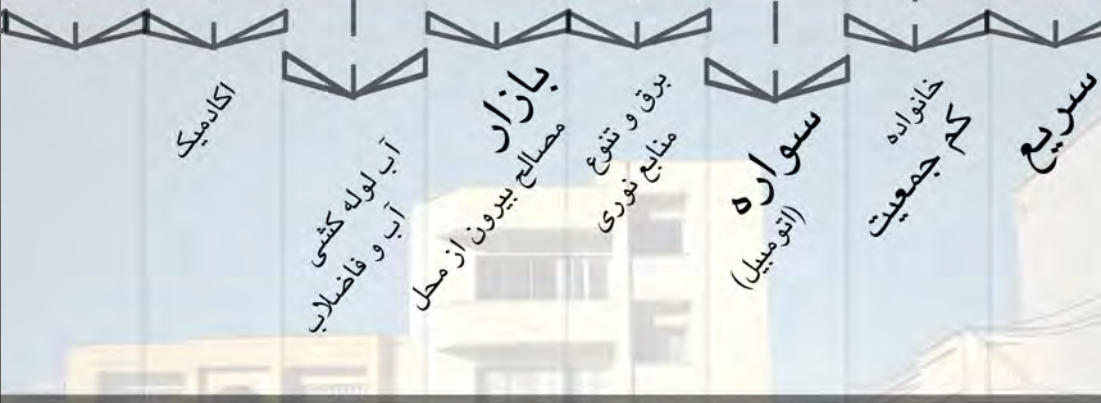 سریع
خانواده
کم جمعیت
سواره
(اتومبیل)
برق و تنوع
منابع نوری
بازار
مصالح بیرون از محل
آب لوله کشی
آب و فاضلاب
اکادمیک